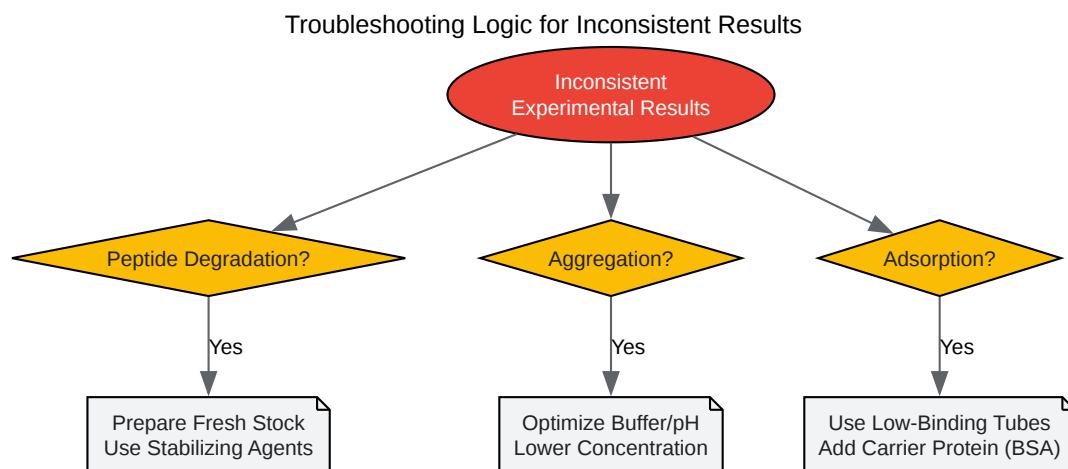 Troubleshooting Logic for Inconsistent Results
Inconsistent
Experimental Results
Peptide Degradation?
Aggregation?
Adsorption?
Yes
Yes
Yes
Prepare Fresh Stock
Use Stabilizing Agents
Optimize Buffer/pH
Lower Concentration
Use Low-Binding Tubes
Add Carrier Protein (BSA)